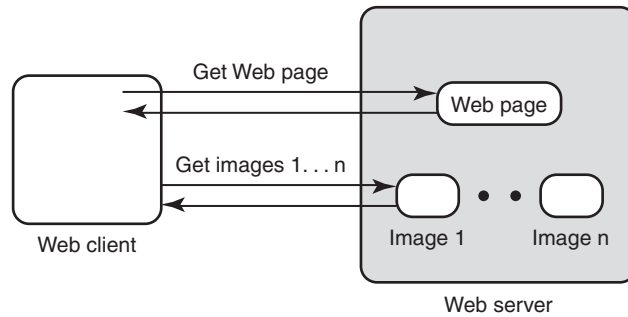 Get Web page
Web page
Get images 1. . . n
Web client
Image 1
Image n
Web server